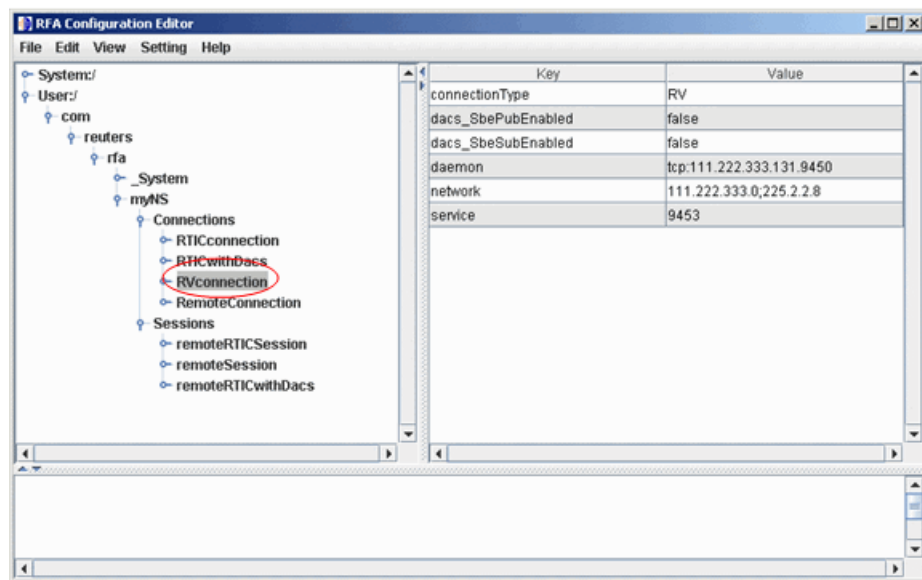 RFA Configuration Editor
File Edit View Setting Help
System:/
User:/
com
reuters
rfa
_System
myNS
Connections
RTICconnection
RTICwithDacs
RVconnection
RemoteConnection
Sessions
remoteRTICSession
remoteSession
remoteRTICwithDacs
Key Value
connectionType RV
dacs_SbePubEnabled false
dacs_SbeSubEnabled false
daemon tcp:111.222.333.131.9450
network 111.222.333.0;225.2.2.8
service 9453